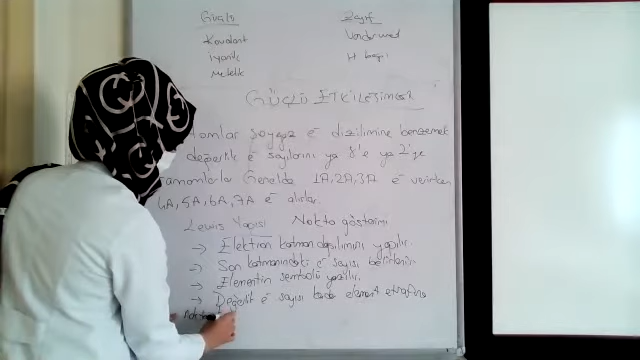 Güçlü Zayıf
Kovalent Vanderwaals
İyonik H bağı
Metalik
GÜÇLÜ ETKİLEŞİMLER
tomlar soygaz e⁻ dizilimine benzemek
değerlik e⁻ sayılarını ya 8'e ya 2'ye
tamamlarlar Genelde 1A, 2A, 3A e⁻ verirken
4A, 5A, 6A, 7A e⁻ alırlar.
Lewis Yapısı Nokta gösterimi
→ Elektron katman dağılımını yapılır.
→ Son katmanındaki e⁻ sayısı belirlenir.
→ Elementin sembolü yazılır.
→ Değerlik e⁻ sayısı kadar element etrafına